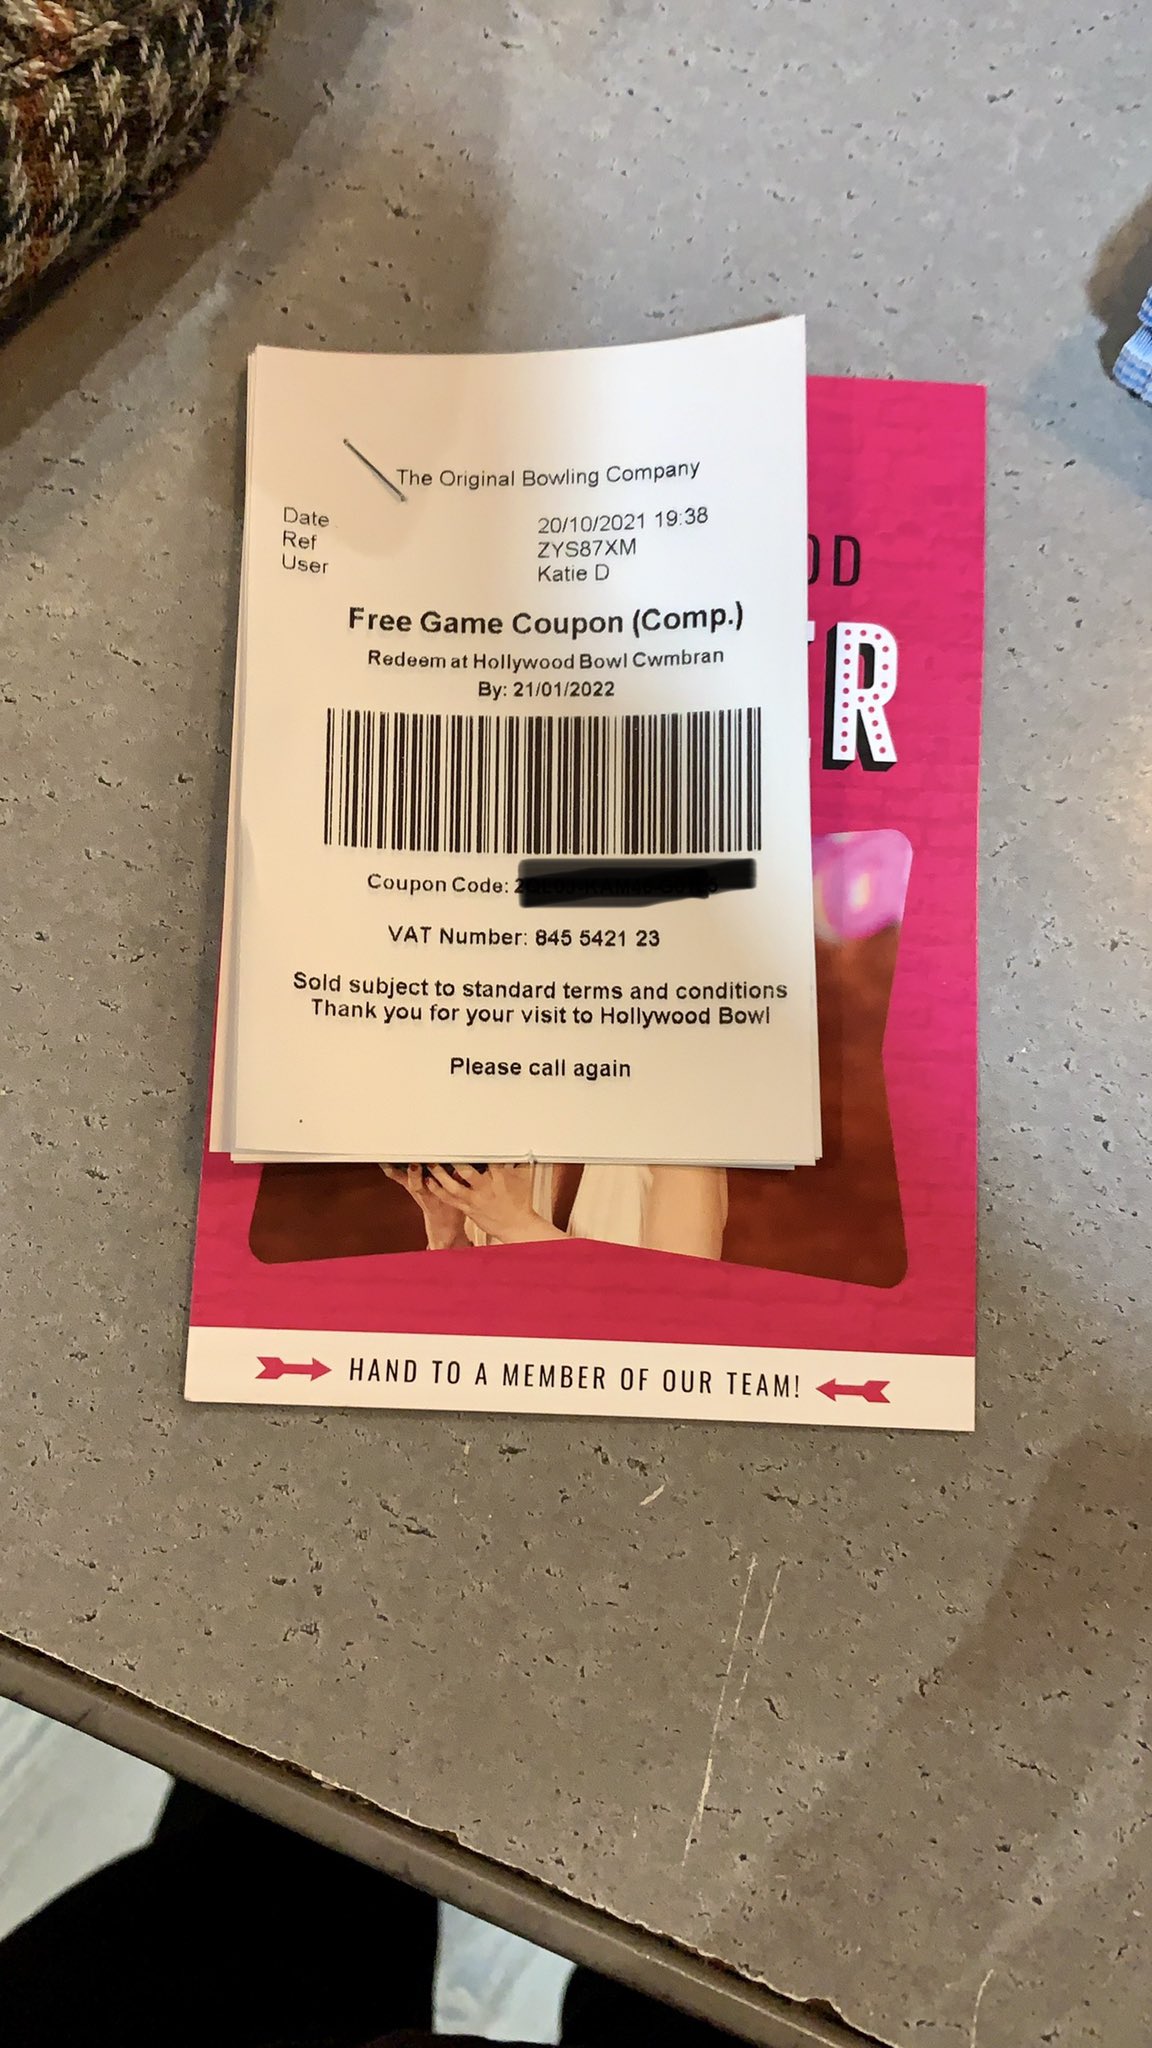 The Original Bowling Company
Date 20/10/2021 19:38
Ref ZYS87XM
User Katie D
Free Game Coupon (Comp.)
Redeem at Hollywood Bowl Cwmbran
By: 21/01/2022
Coupon Code:
VAT Number: 845 5421 23
Sold subject to standard terms and conditions
Thank you for your visit to Hollywood Bowl
Please call again
HAND TO A MEMBER OF OUR TEAM!